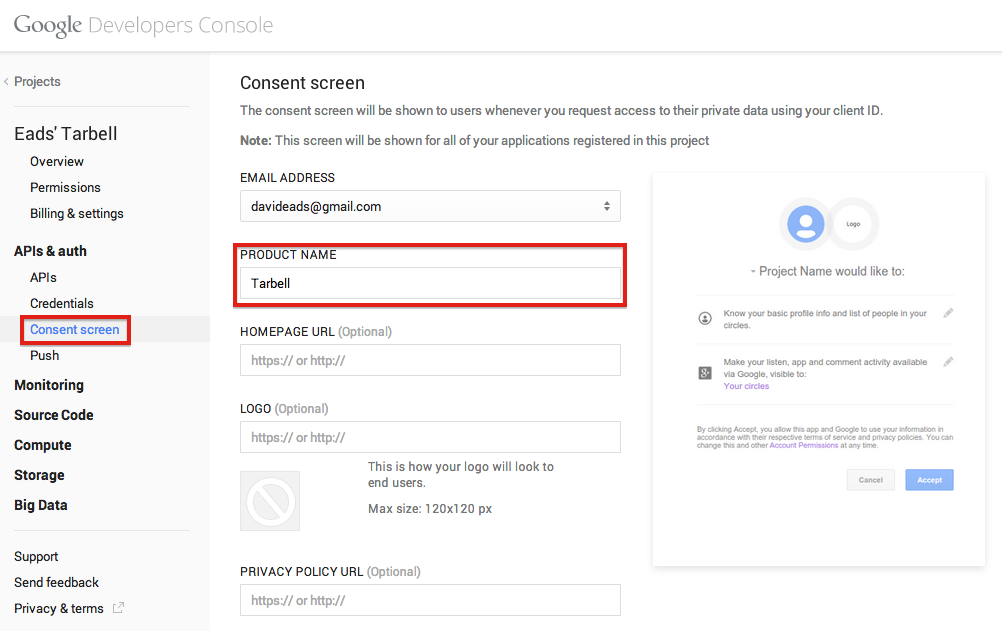 Google Developers Console
Projects
Eads' Tarbell
Overview
Permissions
Billing & settings
APIs & auth
APIs
Credentials
Consent screen
Push
Monitoring
Source Code
Compute
Storage
Big Data
Support
Send feedback
Privacy & terms
Consent screen
The consent screen will be shown to users whenever you request access to their private data using your client ID.
Note: This screen will be shown for all of your applications registered in this project
EMAIL ADDRESS
davideads@gmail.com
PRODUCT NAME
Tarbell
HOMEPAGE URL (Optional)
https:// or http://
LOGO (Optional)
https:// or http://
This is how your logo will look to
end users.
Max size: 120x120 px
PRIVACY POLICY URL (Optional)
https:// or http://
Logo
Project Name would like to:
Know your basic profile info and list of people in your
circles.
g+
Make your listen, app and comment activity available
via Google, visible to:
Your circles
By clicking Accept, you allow this app and Google to use your information in
accordance with their respective terms of service and privacy policies. You can
change this and other Account Permissions at any time.
Cancel
Accept